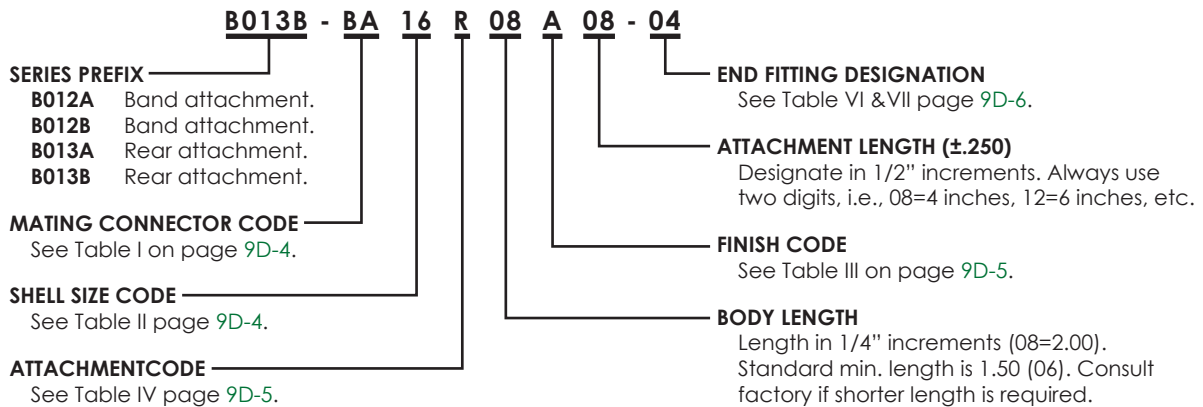 B013B - BA 16 R 08 A 08 - 04
SERIES PREFIX
B012A Band attachment.
B012B Band attachment.
B013A Rear attachment.
B013B Rear attachment.
MATING CONNECTOR CODE
See Table I on page 9D-4.
SHELL SIZE CODE
See Table II page 9D-4.
ATTACHMENTCODE
See Table IV page 9D-5.
END FITTING DESIGNATION
See Table VI &VII page 9D-6.
ATTACHMENT LENGTH (±.250)
Designate in 1/2” increments. Always use
two digits, i.e., 08=4 inches, 12=6 inches, etc.
FINISH CODE
See Table III on page 9D-5.
BODY LENGTH
Length in 1/4” increments (08=2.00).
Standard min. length is 1.50 (06). Consult
factory if shorter length is required.